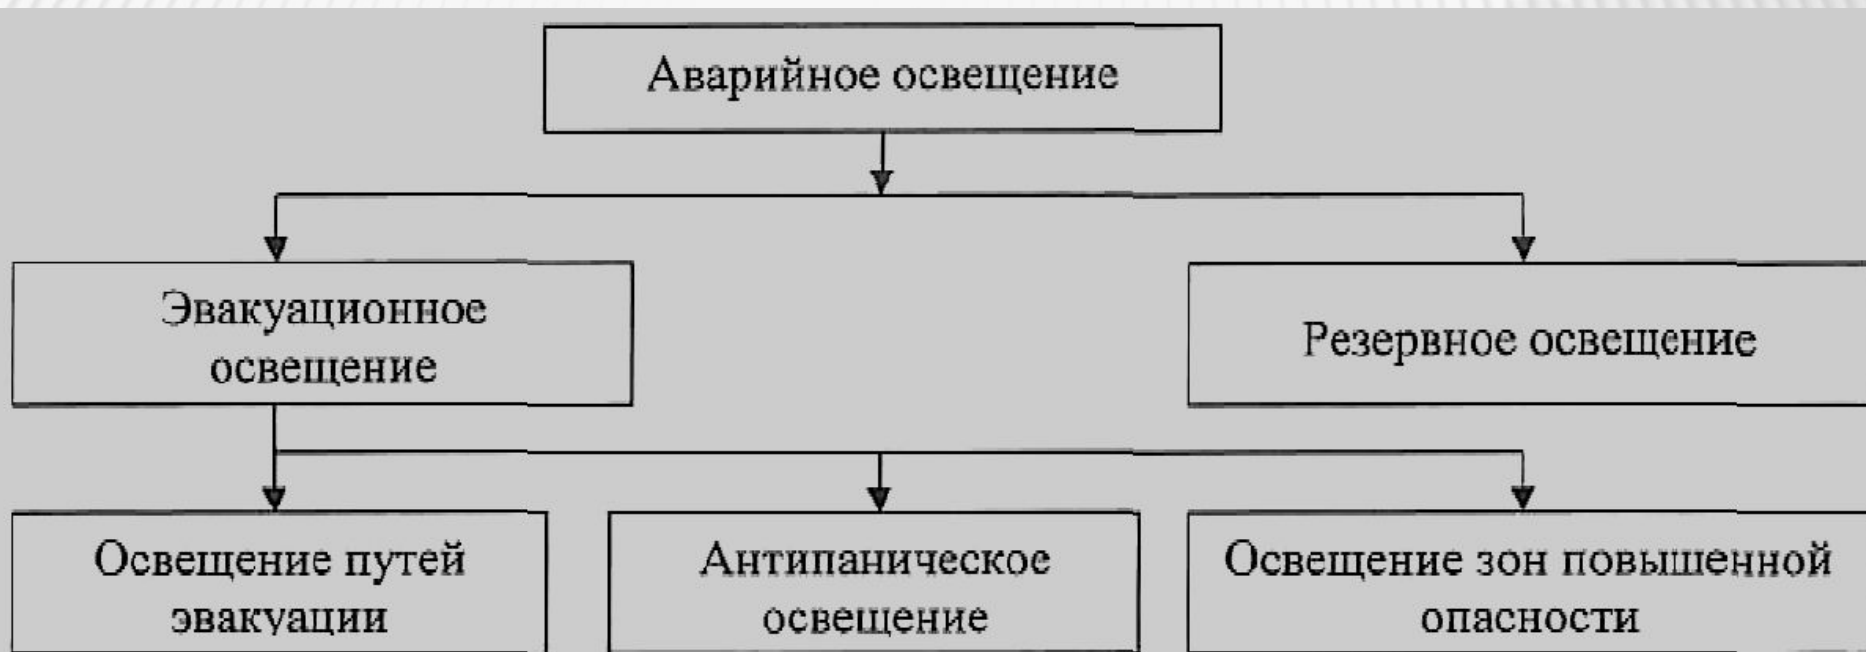 Аварийное освещение
Эвакуационное
освещение
Резервное освещение
Освещение путей
эвакуации
Антипаническое
освещение
Освещение зон повышенной
опасности